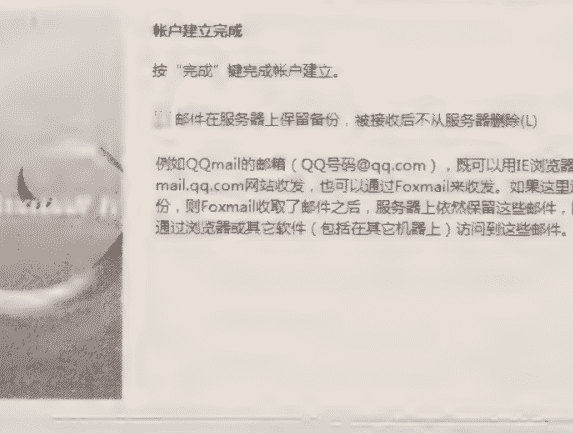 帐户建立完成
按“完成”键完成帐户建立。
邮件在服务器上保留备份，被接收后不从服务器删除(L)
例如QQmail的邮箱（QQ号码@qq.com），既可以用IE浏览器
mail.qq.com网站收发，也可以通过Foxmail来收发。如果这里
份，则Foxmail收取了邮件之后，服务器上依然保留这些邮件，
通过浏览器或其它软件（包括在其它机器上）访问到这些邮件。